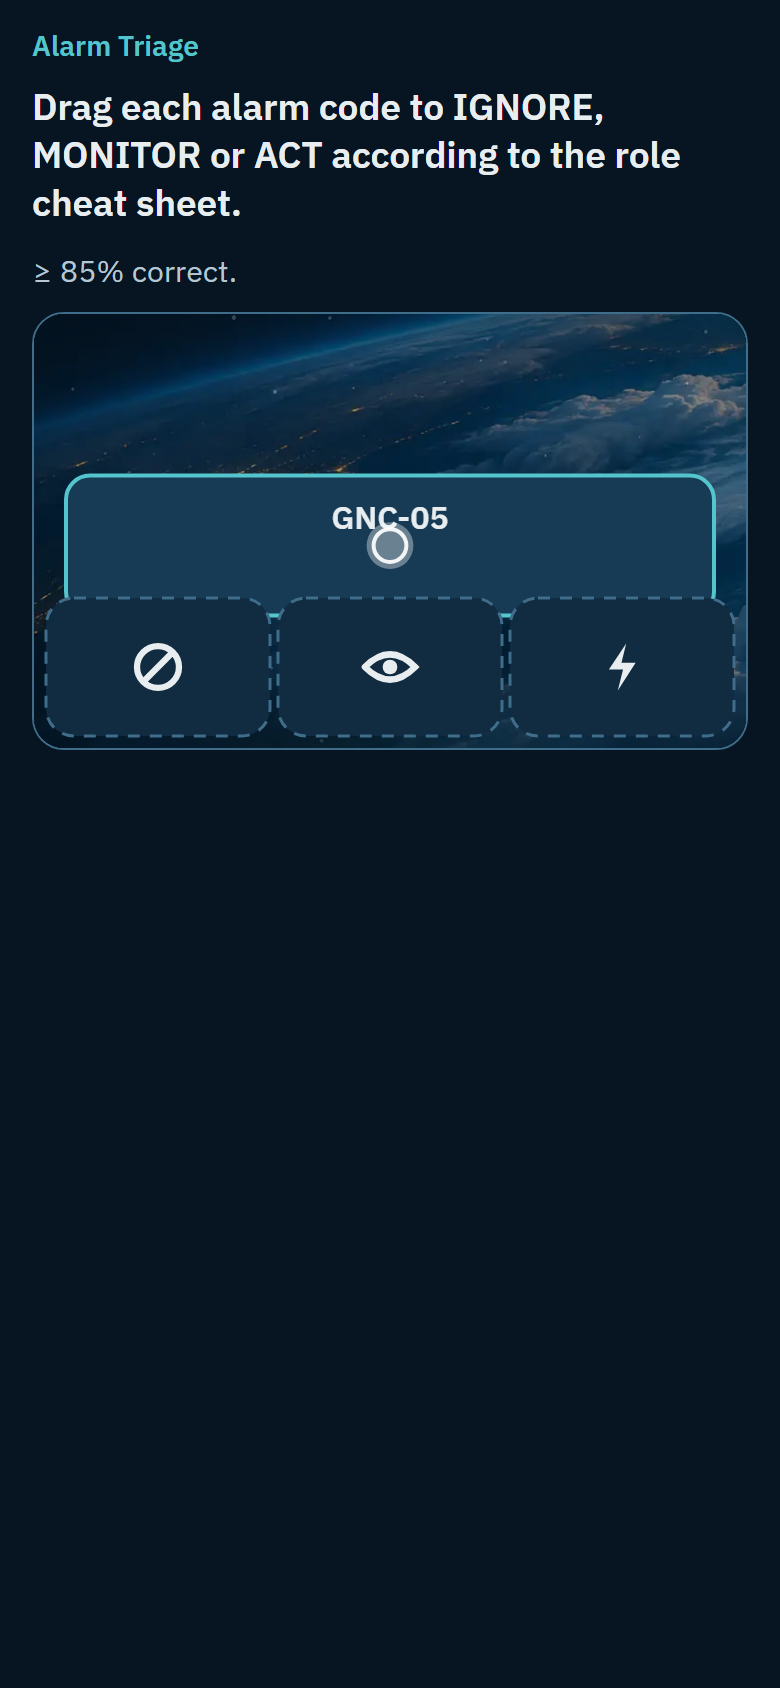 Alarm Triage
Drag each alarm code to IGNORE,
MONITOR or ACT according to the role
cheat sheet.
≥ 85% correct.
GNC-05